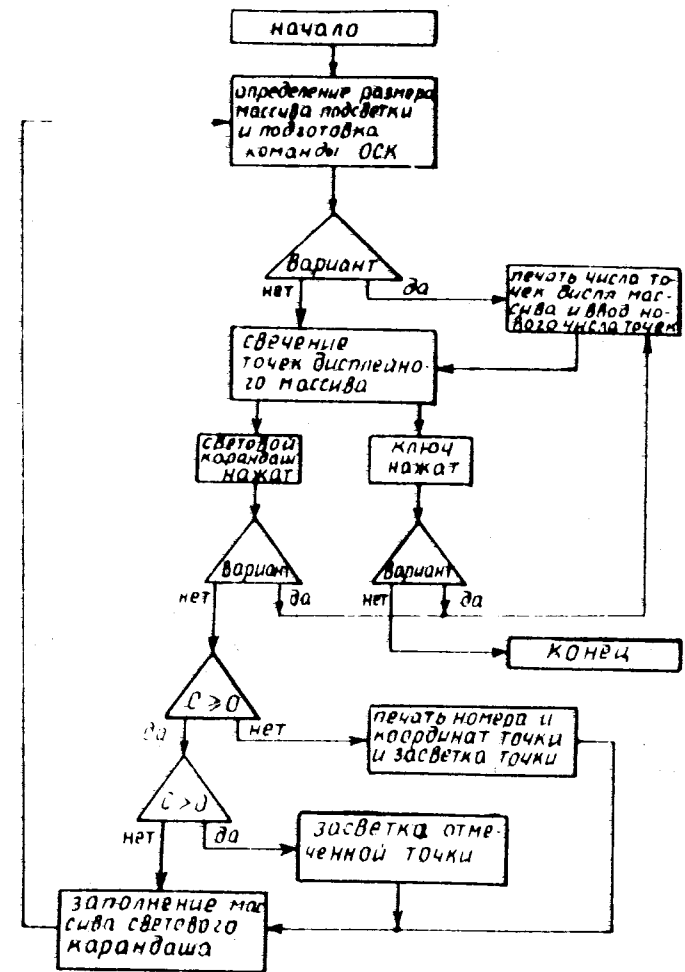 начало
определение размера
массива подсветки
и подготовка
команды ОСК
Вариант
нет
да
печать числа то-
чек диспл мас-
сива и ввод но-
вого числа точек
свечение
точек дисплейно-
го массива
световой
карандаш
нажат
ключ
нажат
Вариант
нет
да
Вариант
нет
да
конец
C ≥ 0
да
нет
печать номера и
координат точки
и засветка точки
C > 0
нет
да
засветка отме-
ченной точки
заполнение мас
сива светового
карандаша